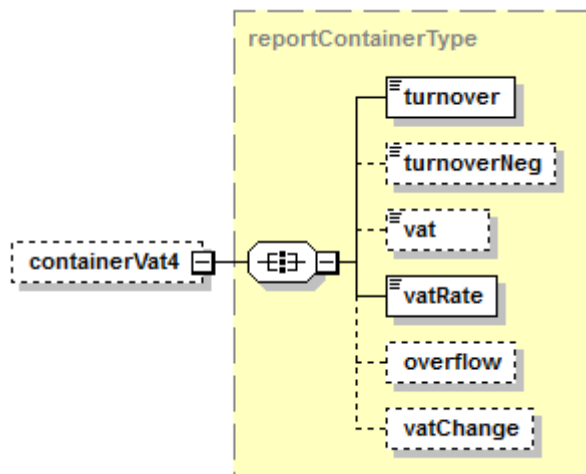 reportContainerType
turnover
turnoverNeg
vat
containerVat4
vatRate
overflow
vatChange